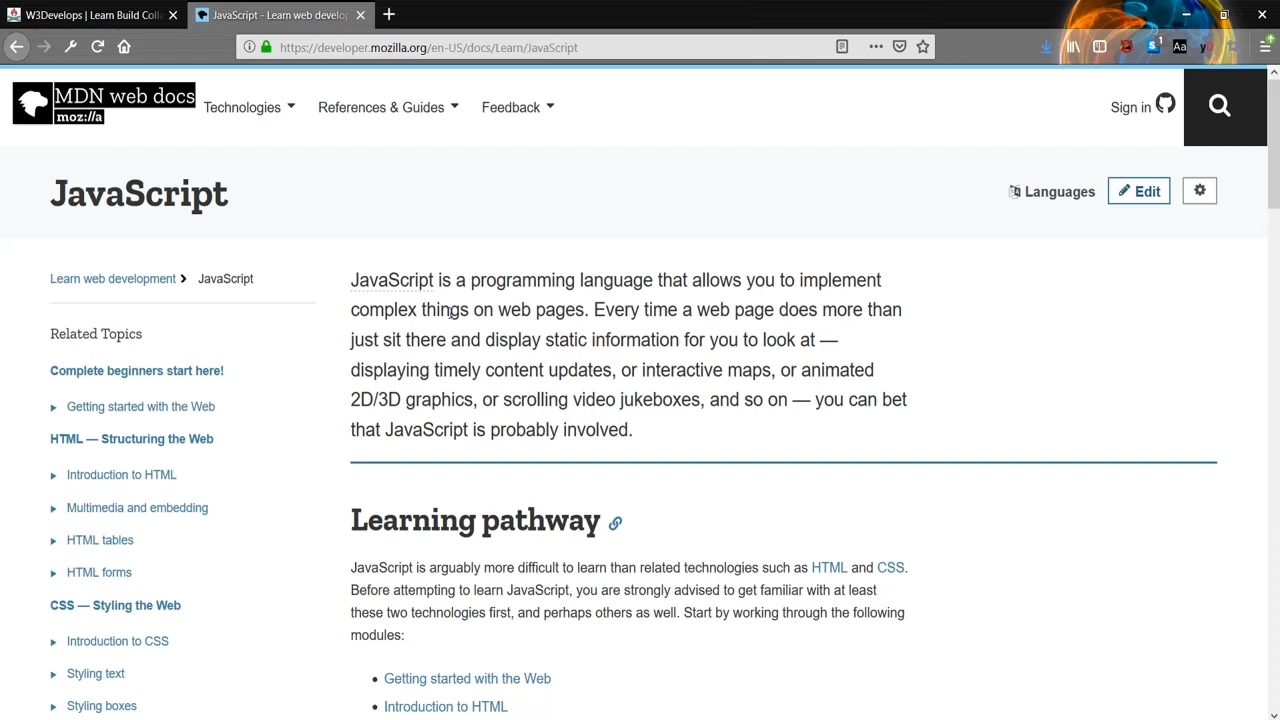 W3Develops | Learn Build Coll
JavaScript - Learn web develop
https://developer.mozilla.org/en-US/docs/Learn/JavaScript
MDN web docs
moz://a
Technologies
References & Guides
Feedback
Sign in
JavaScript
Languages
Edit
Learn web development
JavaScript
Related Topics
Complete beginners start here!
Getting started with the Web
HTML — Structuring the Web
Introduction to HTML
Multimedia and embedding
HTML tables
HTML forms
CSS — Styling the Web
Introduction to CSS
Styling text
Styling boxes
JavaScript is a programming language that allows you to implement
complex things on web pages. Every time a web page does more than
just sit there and display static information for you to look at —
displaying timely content updates, or interactive maps, or animated
2D/3D graphics, or scrolling video jukeboxes, and so on — you can bet
that JavaScript is probably involved.
Learning pathway
JavaScript is arguably more difficult to learn than related technologies such as HTML and CSS.
Before attempting to learn JavaScript, you are strongly advised to get familiar with at least
these two technologies first, and perhaps others as well. Start by working through the following
modules:
Getting started with the Web
Introduction to HTML